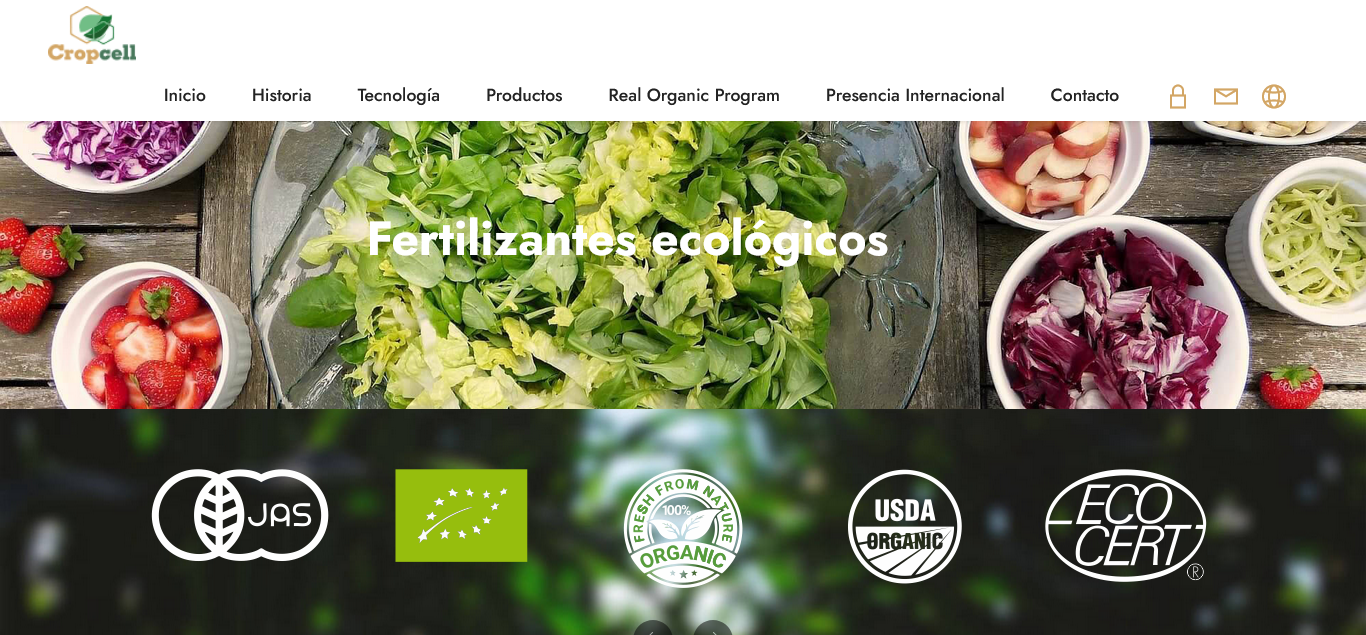 Cropcell
Inicio
Historia
Tecnología
Productos
Real Organic Program
Presencia Internacional
Contacto
Fertilizantes ecológicos
JAS
FRESH FROM NATURE
100%
ORGANIC
USDA
ORGANIC
ECO
CERT
®